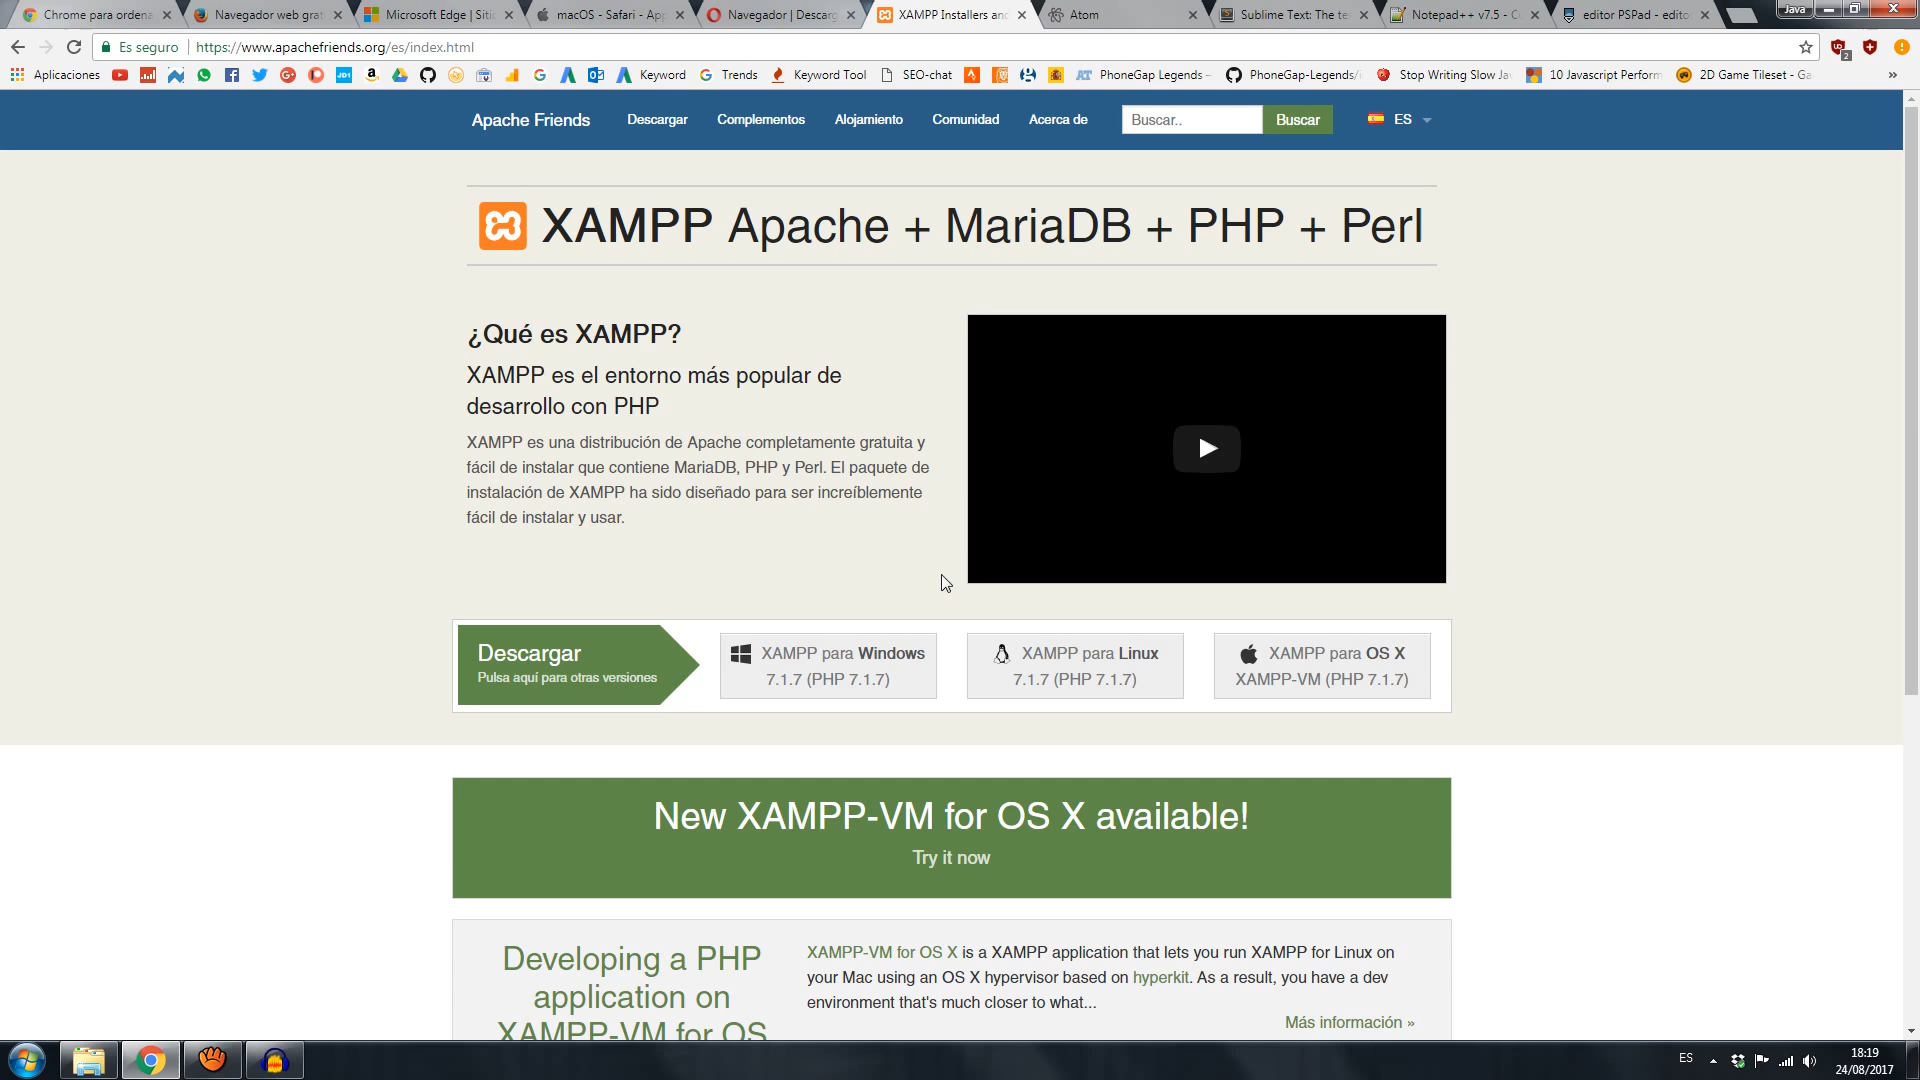 Chrome para ordena
Navegador web grat
Microsoft Edge | Siti
macOS - Safari - App
Navegador | Descarg
XAMPP Installers and
Atom
Sublime Text: The te
Notepad++ v7.5 - Cu
editor PSPad - edito
Java
Es seguro
https://www.apachefriends.org/es/index.html
2
Aplicaciones
JD1
Keyword
Trends
Keyword Tool
SEO-chat
AT
PhoneGap Legends -
PhoneGap-Legends/i
Stop Writing Slow Ja
10 Javascript Perform
2D Game Tileset - Ga
»
Apache Friends
Descargar
Complementos
Alojamiento
Comunidad
Acerca de
Buscar..
Buscar
ES
XAMPP Apache + MariaDB + PHP + Perl
¿Qué es XAMPP?
XAMPP es el entorno más popular de
desarrollo con PHP
XAMPP es una distribución de Apache completamente gratuita y
fácil de instalar que contiene MariaDB, PHP y Perl. El paquete de
instalación de XAMPP ha sido diseñado para ser increíblemente
fácil de instalar y usar.
Descargar
Pulsa aquí para otras versiones
XAMPP para Windows
7.1.7 (PHP 7.1.7)
XAMPP para Linux
7.1.7 (PHP 7.1.7)
XAMPP para OS X
XAMPP-VM (PHP 7.1.7)
New XAMPP-VM for OS X available!
Try it now
Developing a PHP
application on
XAMPP-VM for OS
XAMPP-VM for OS X is a XAMPP application that lets you run XAMPP for Linux on
your Mac using an OS X hypervisor based on hyperkit. As a result, you have a dev
environment that's much closer to what...
Más información »
ES
18:19
24/08/2017